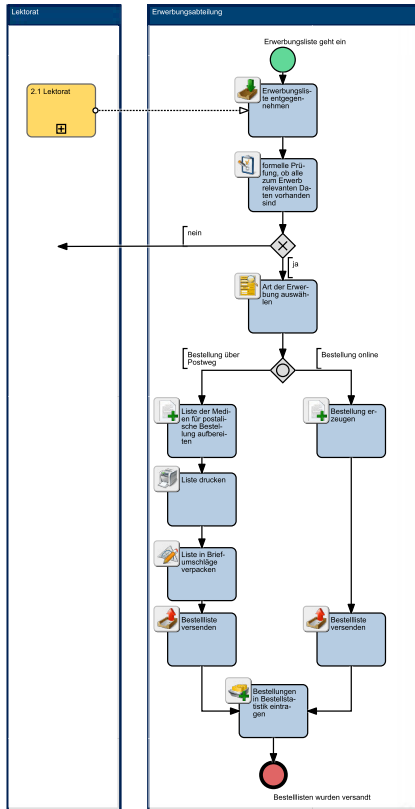 Lektorat
Erwerbungsabteilung
Erwerbungsliste geht ein
2.1 Lektorat
Erwerbungslis-
te entgegen-
nehmen
formelle Prü-
fung, ob alle
zum Erwerb
relevanten Da-
ten vorhanden
sind
nein
ja
Art der Erwer-
bung auswäh-
len
Bestellung über
Postweg
Bestellung online
Liste der Medi-
en für postali-
sche Bestel-
lung aufberei-
ten
Bestellung er-
zeugen
Liste drucken
Liste in Brief-
umschläge
verpacken
Bestellliste
versenden
Bestellliste
versenden
Bestellungen
in Bestellsta-
tistik eintra-
gen
Bestelllisten wurden versandt